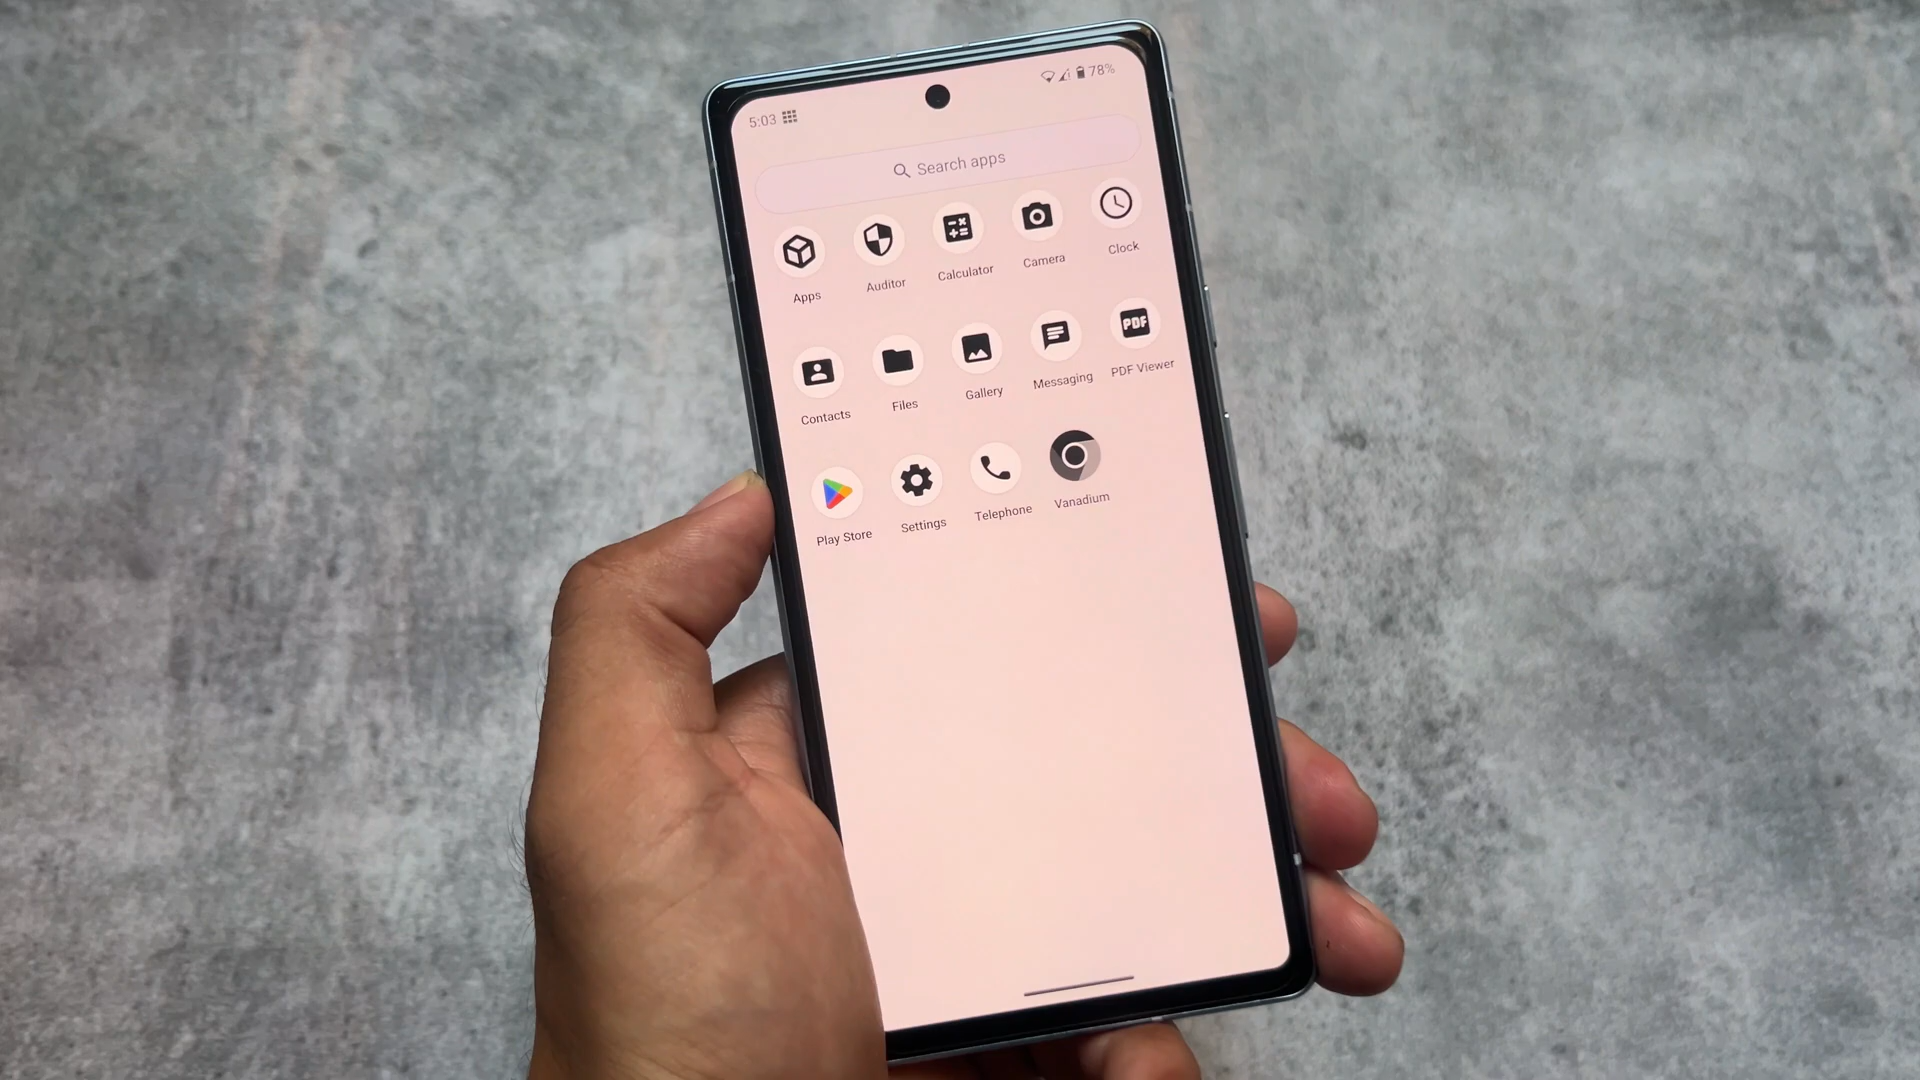 5:03 78%
Search apps
Apps Auditor Calculator Camera Clock
Contacts Files Gallery Messaging PDF Viewer
PDF
Play Store Settings Telephone Vanadium